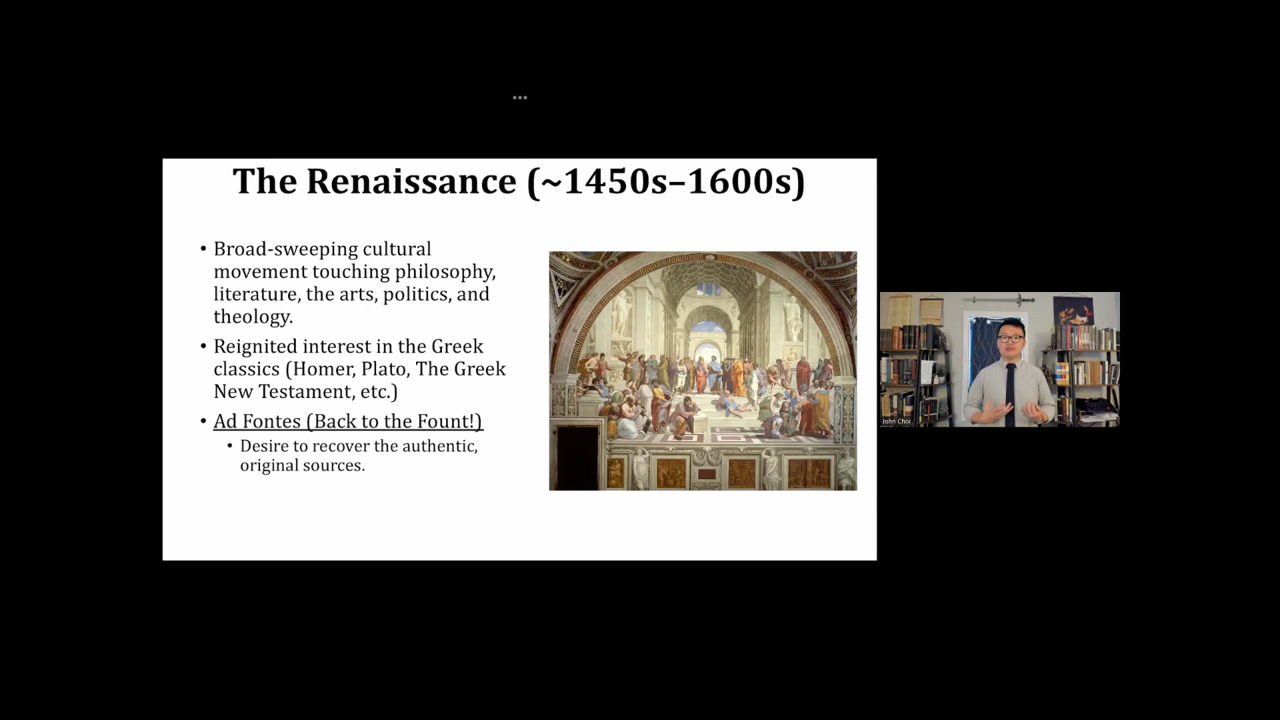 The Renaissance (~1450s–1600s)
• Broad-sweeping cultural
movement touching philosophy,
literature, the arts, politics, and
theology.
• Reignited interest in the Greek
classics (Homer, Plato, The Greek
New Testament, etc.)
• Ad Fontes (Back to the Fount!)
• Desire to recover the authentic,
original sources.
John Choi